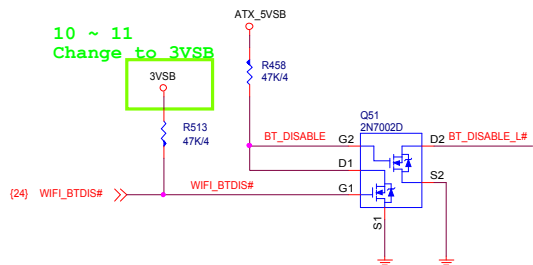 10 ~ 11
Change to 3VSB
ATX_5VSB
3VSB
R458
47K/4
R513
47K/4
Q51
2N7002D
BT_DISABLE
G2
D2
BT_DISABLE_L#
D1
{24}
WIFI_BTDIS#
WIFI_BTDIS#
G1
S2
S1